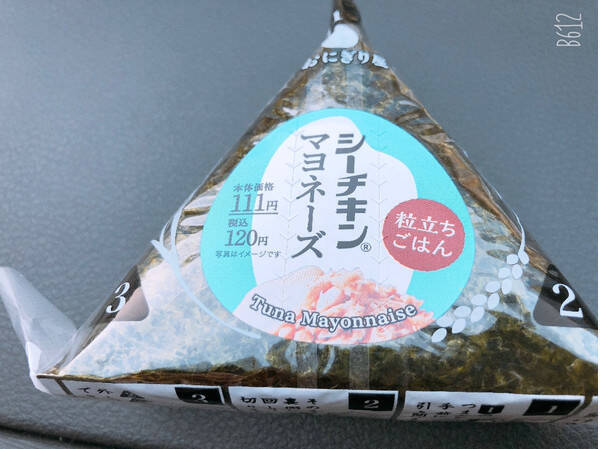 B612
おにぎり屋
シーチキン®
マヨネーズ
本体価格
111円
税込
120円
写真はイメージです
粒立ち
ごはん
Tuna Mayonnaise
3
2
3
2
1
1